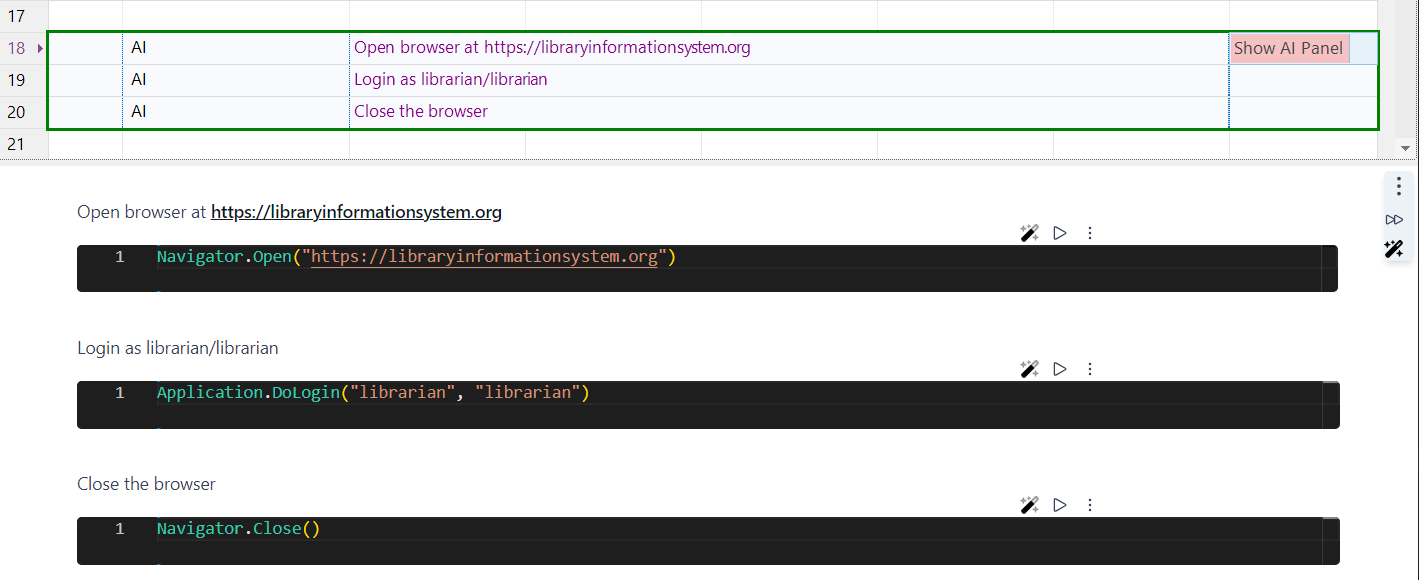 17
18 AI Open browser at https://libraryinformationsystem.org Show AI Panel
19 AI Login as librarian/librarian
20 AI Close the browser
21
Open browser at https://libraryinformationsystem.org
1 Navigator.Open("https://libraryinformationsystem.org")
Login as librarian/librarian
1 Application.DoLogin("librarian", "librarian")
Close the browser
1 Navigator.Close()